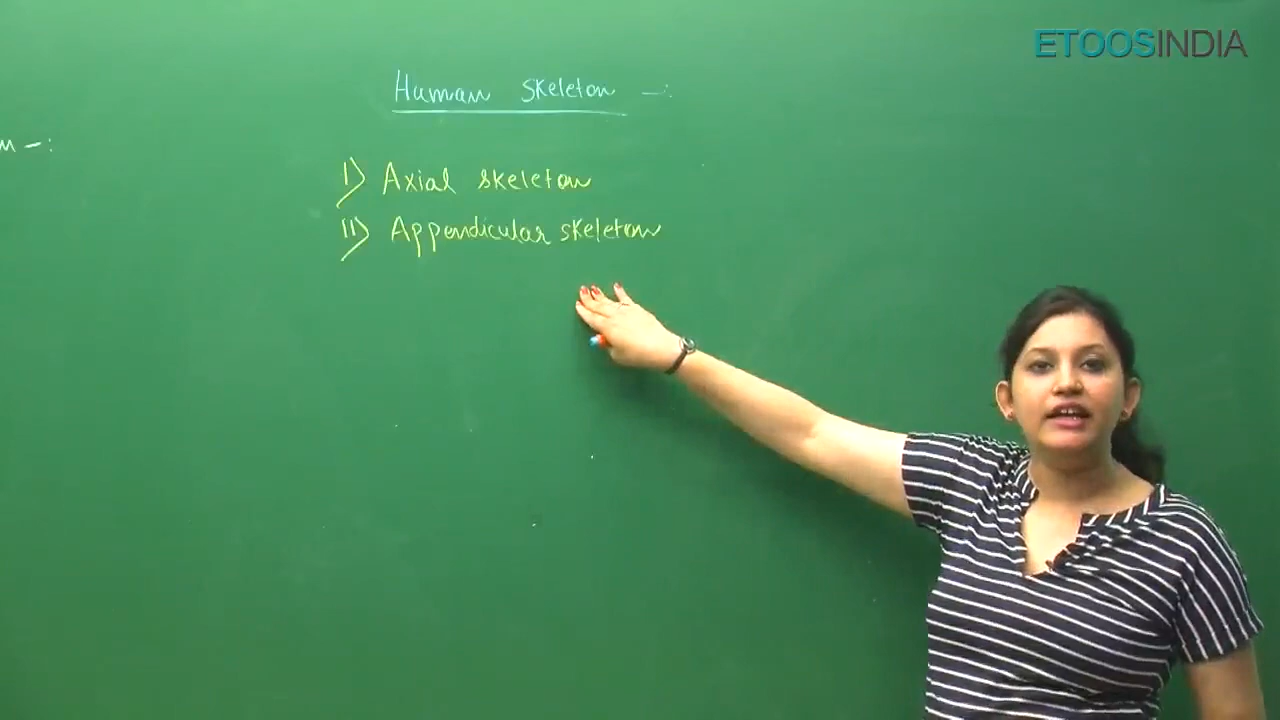 ETOOSINDIA
Human skeleton -:
I) Axial skeleton
II) Appendicular skeleton